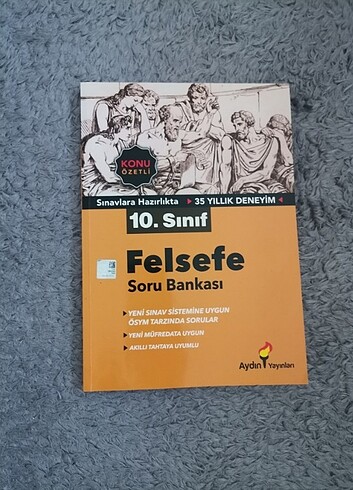 KONU
ÖZETLİ
Sınavlara Hazırlıkta ▶ 35 YILLIK DENEYİM ◀
10. Sınıf
Felsefe
Soru Bankası
YENİ SINAV SİSTEMİNE UYGUN
ÖSYM TARZINDA SORULAR
YENİ MÜFREDATA UYGUN
AKILLI TAHTAYA UYUMLU
Aydın Yayınları